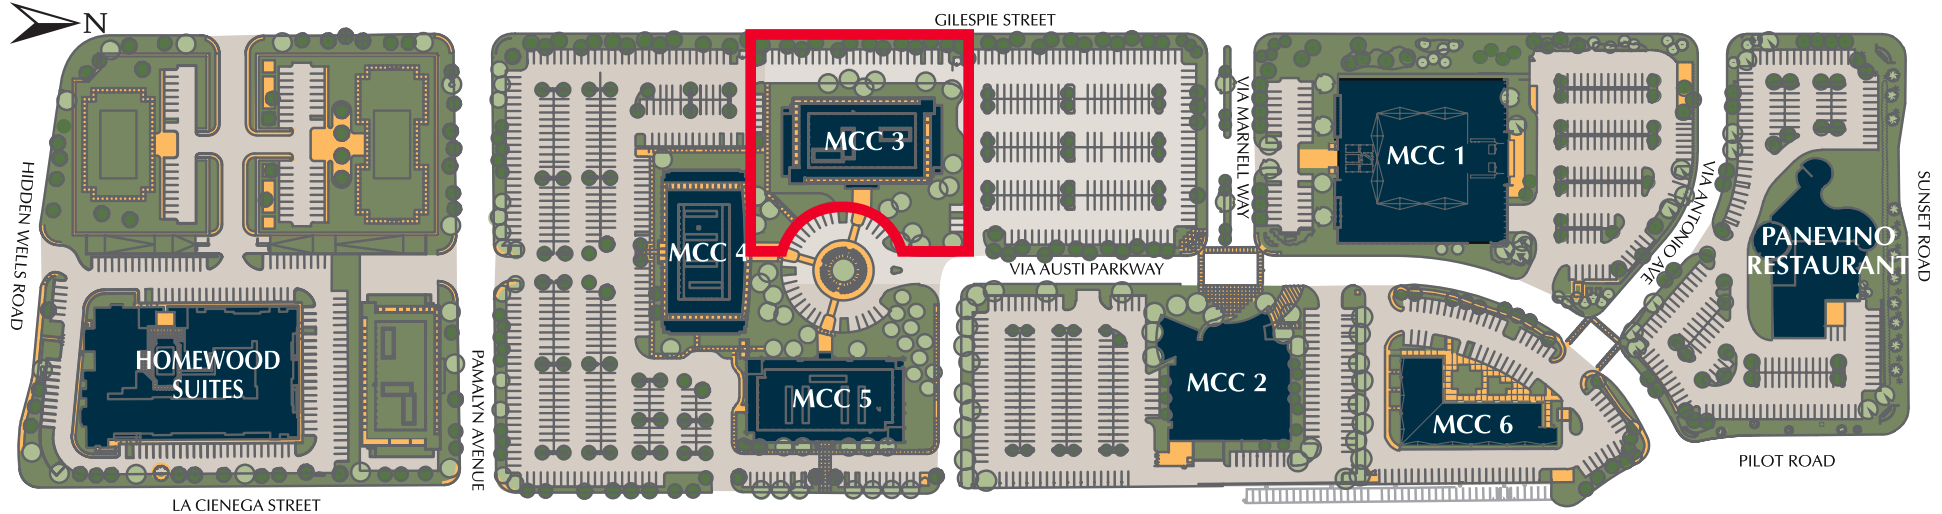 N
GILESPIE STREET
HIDDEN WELLS ROAD
HOMEWOOD
SUITES
LA CIENEGA STREET
PAMALYN AVENUE
MCC 3
MCC 4
MCC 5
VIA AUSTI PARKWAY
VIA MARNELL WAY
MCC 1
MCC 2
MCC 6
VIA ANTONIO AVE
PANEVINO
RESTAURANT
SUNSET ROAD
PILOT ROAD